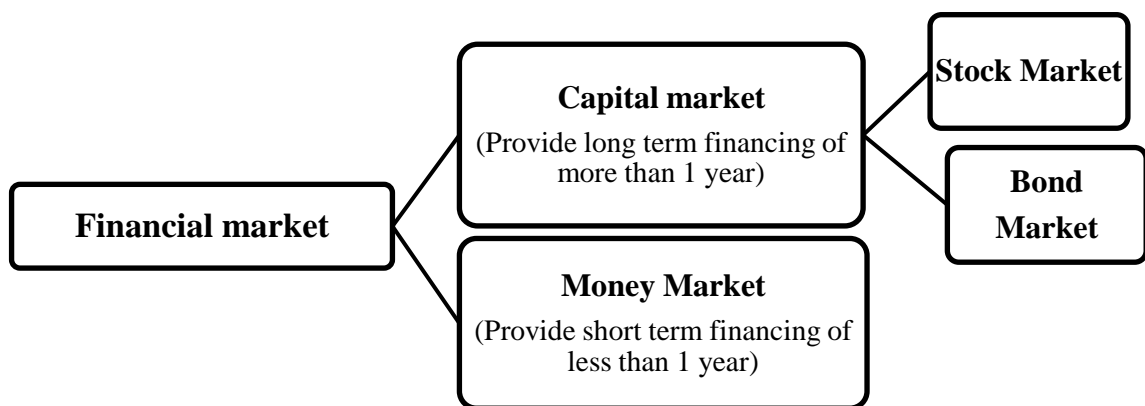 Financial market
Capital market
(Provide long term financing of
more than 1 year)
Money Market
(Provide short term financing of
less than 1 year)
Stock Market
Bond
Market